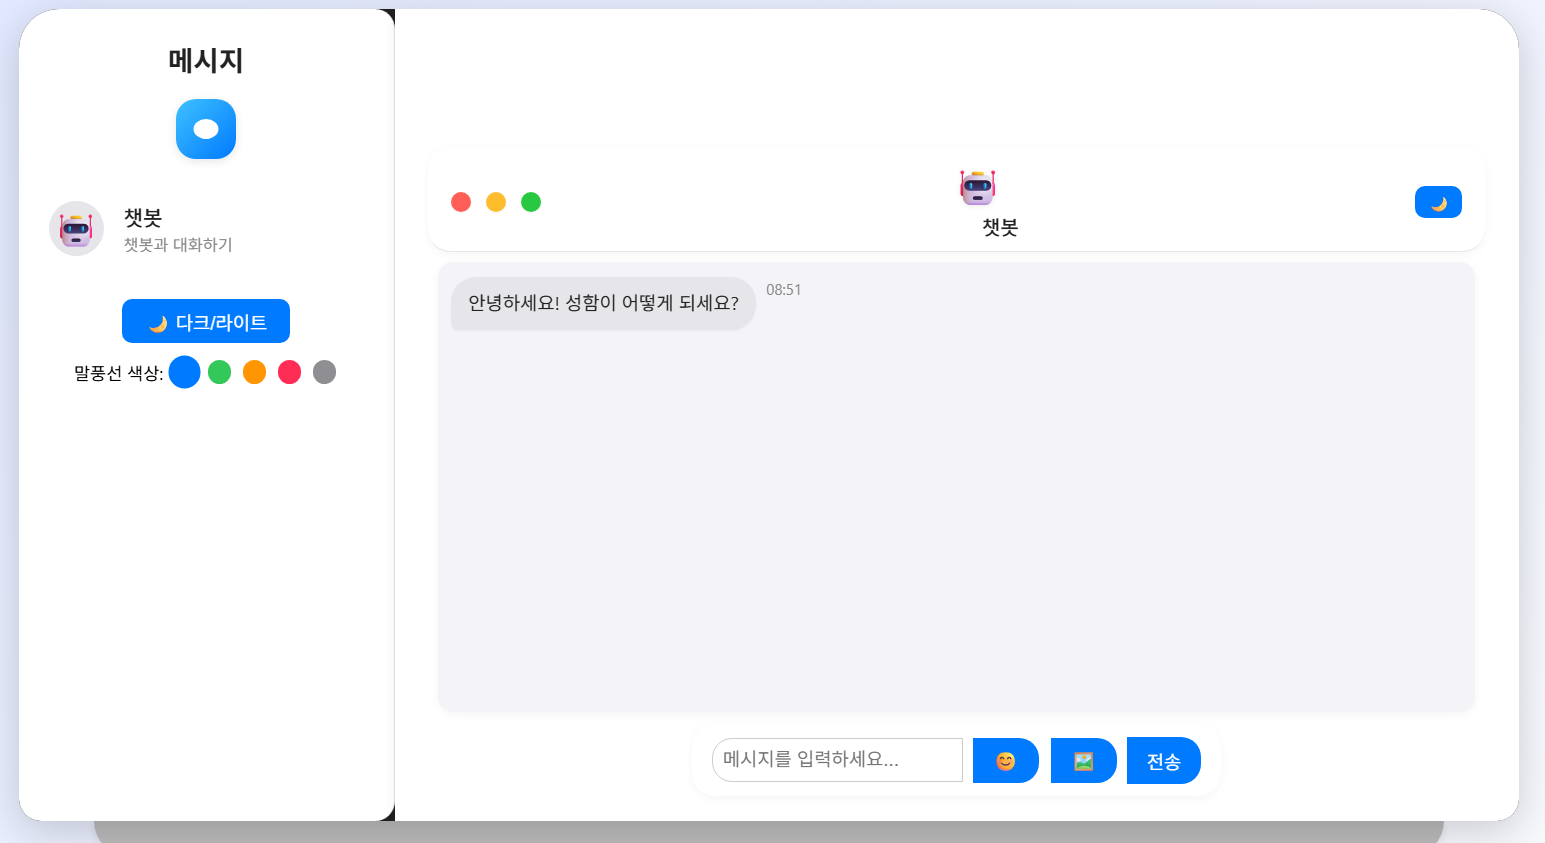 메시지
챗봇
챗봇과 대화하기
다크/라이트
말풍선 색상:
챗봇
안녕하세요! 성함이 어떻게 되세요?
08:51
메시지를 입력하세요...
전송